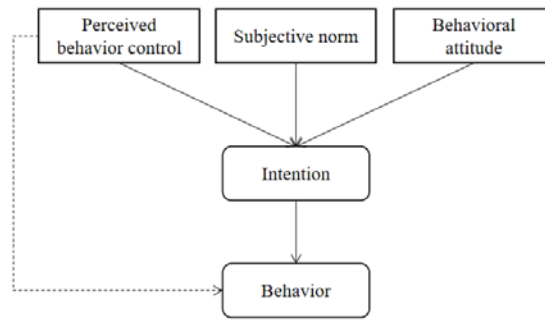 Perceived
behavior control
Subjective norm
Behavioral
attitude
Intention
Behavior